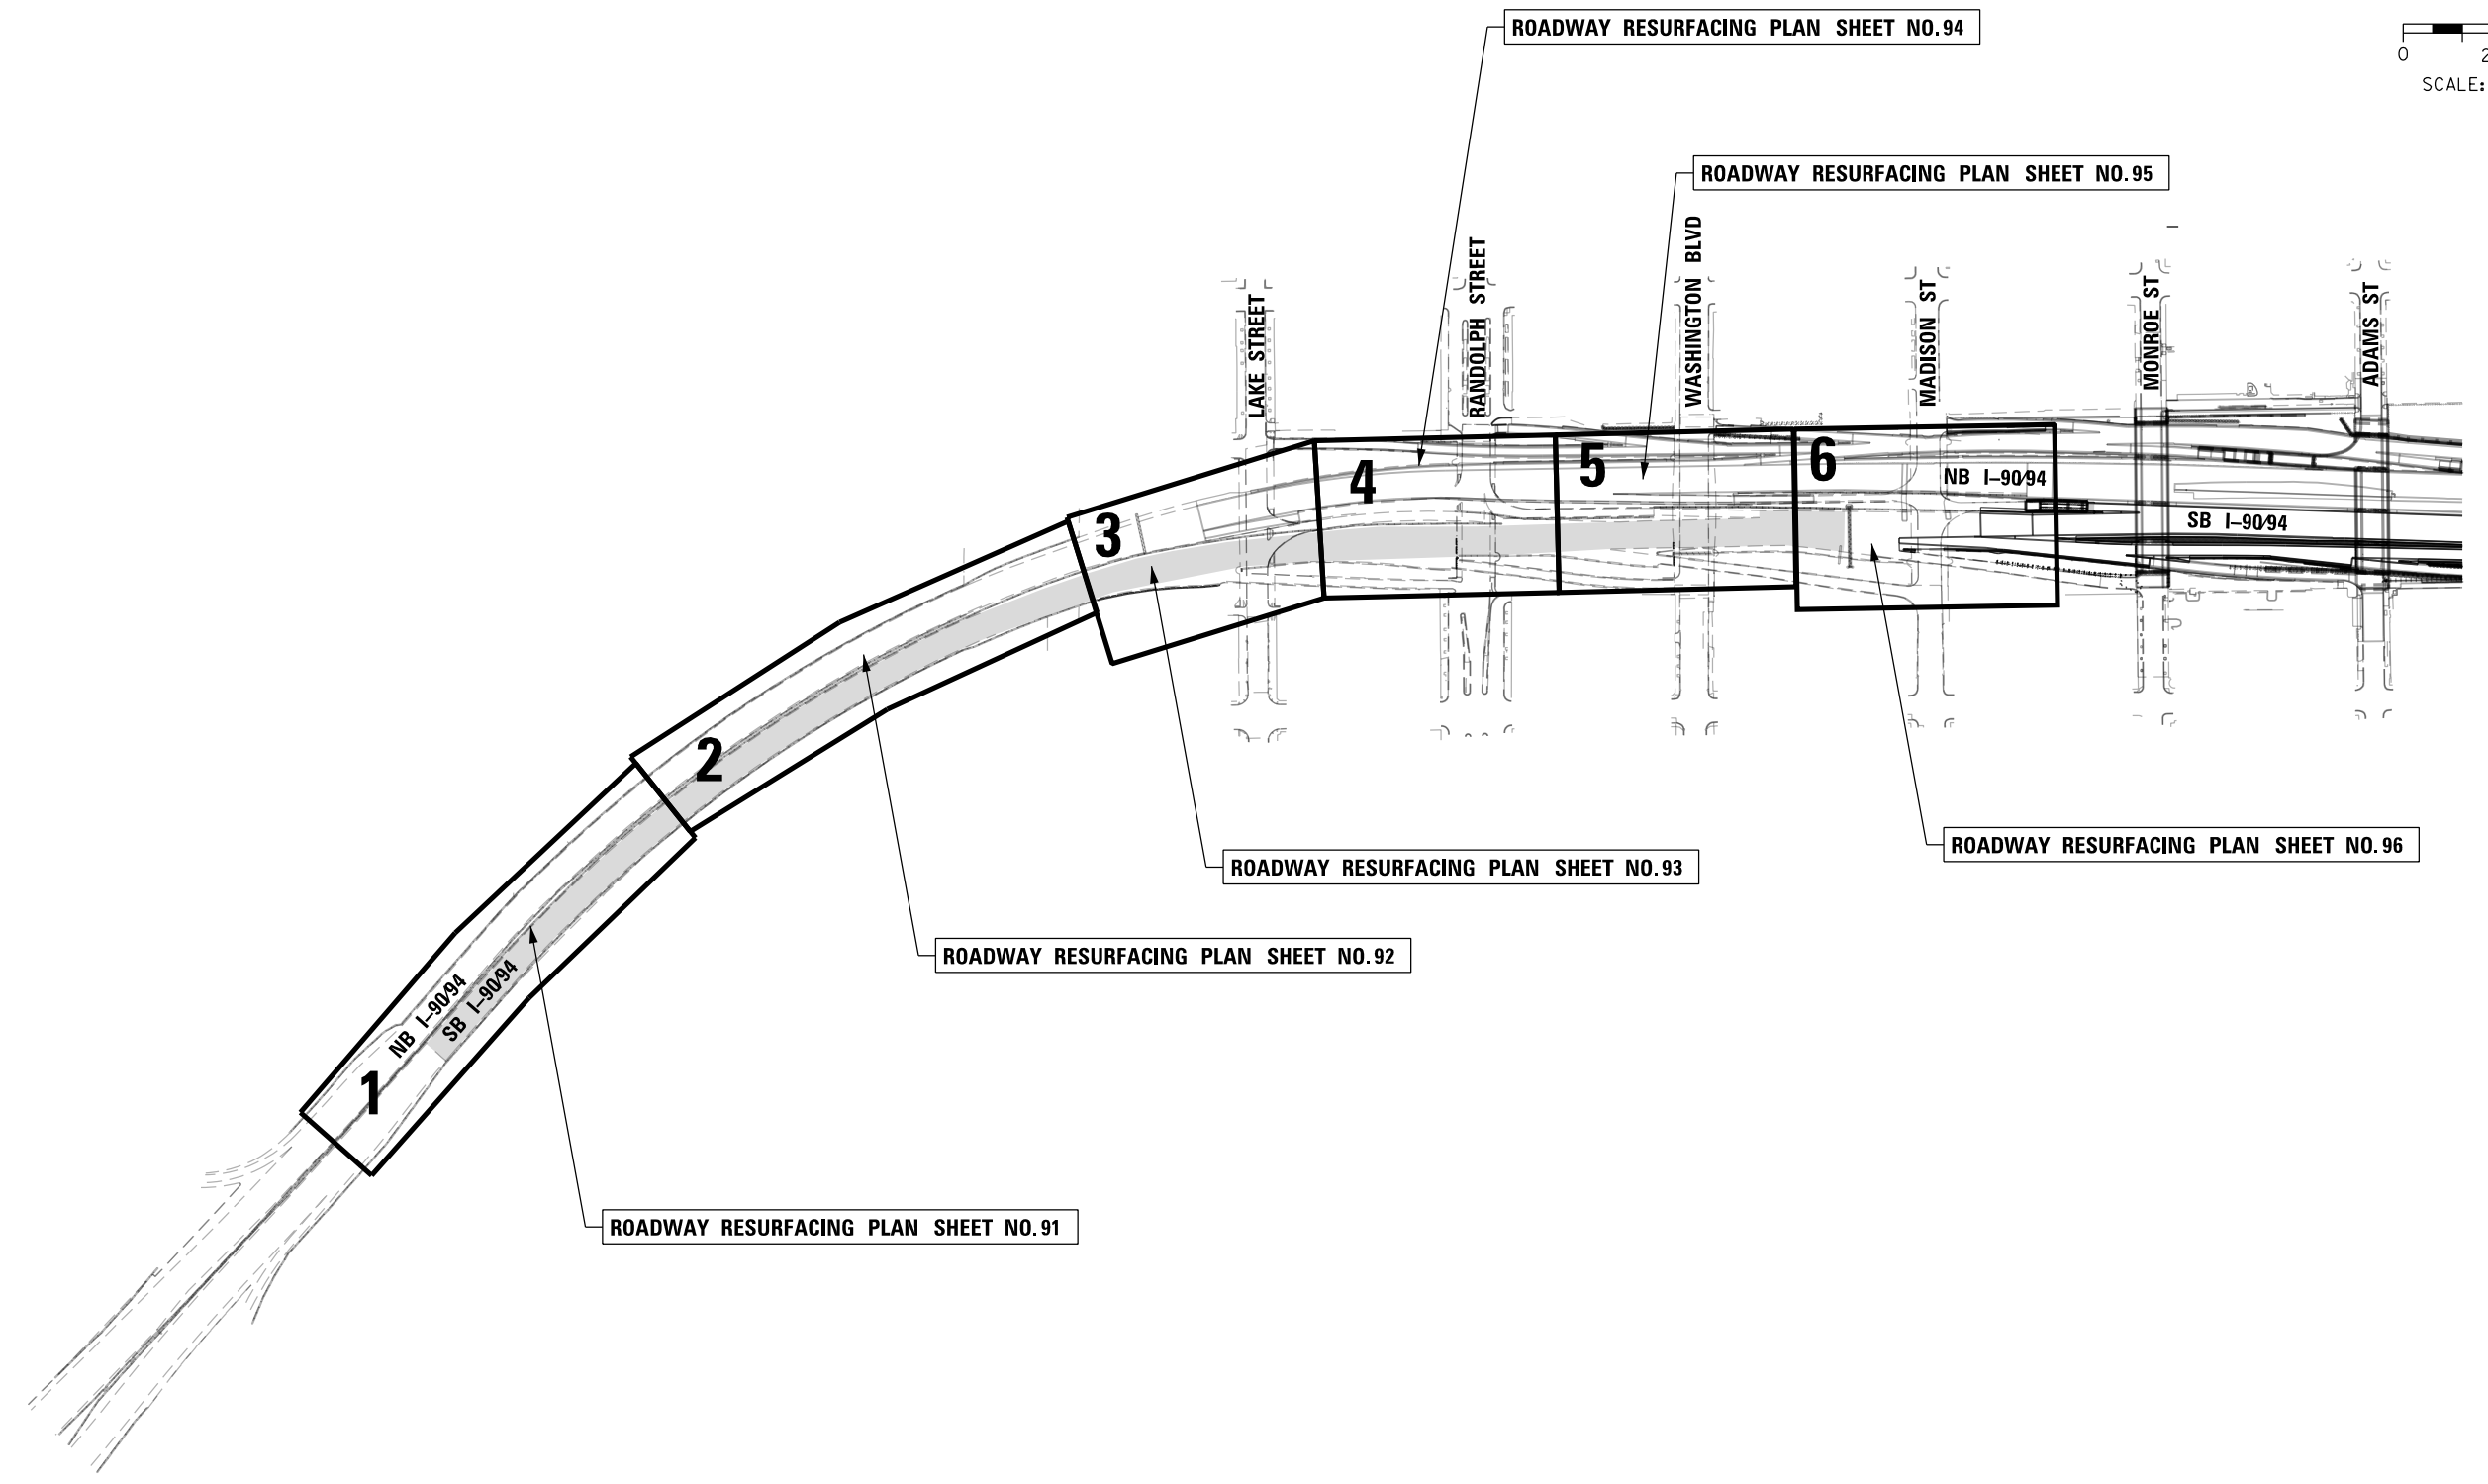 ROADWAY RESURFACING PLAN SHEET NO. 94
0 2
SCALE:
ROADWAY RESURFACING PLAN SHEET NO. 95
LAKE STREET
RANDOLPH STREET
WASHINGTON BLVD
MADISON ST
MONROE ST
ADAMS ST
4
5
6
NB I-90/94
3
SB I-90/94
2
ROADWAY RESURFACING PLAN SHEET NO. 96
ROADWAY RESURFACING PLAN SHEET NO. 93
ROADWAY RESURFACING PLAN SHEET NO. 92
NB I-90/94
SB I-90/94
1
ROADWAY RESURFACING PLAN SHEET NO. 91